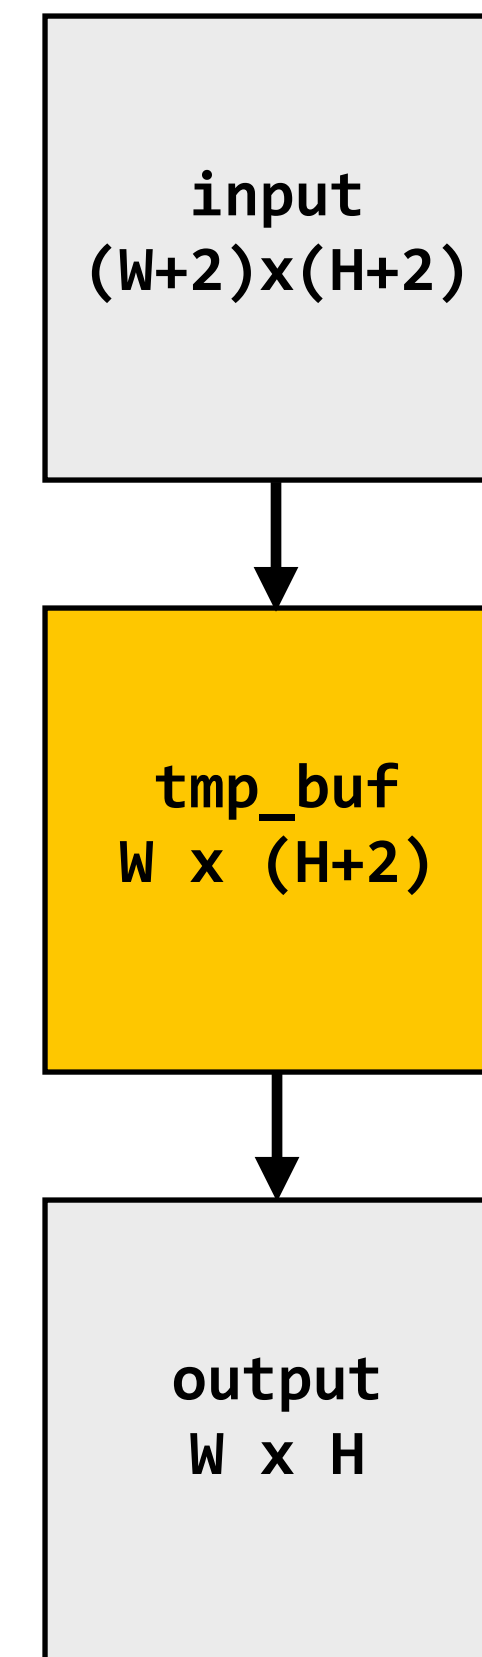 input
(W+2)x(H+2)
tmp_buf
W x (H+2)
output
W x H